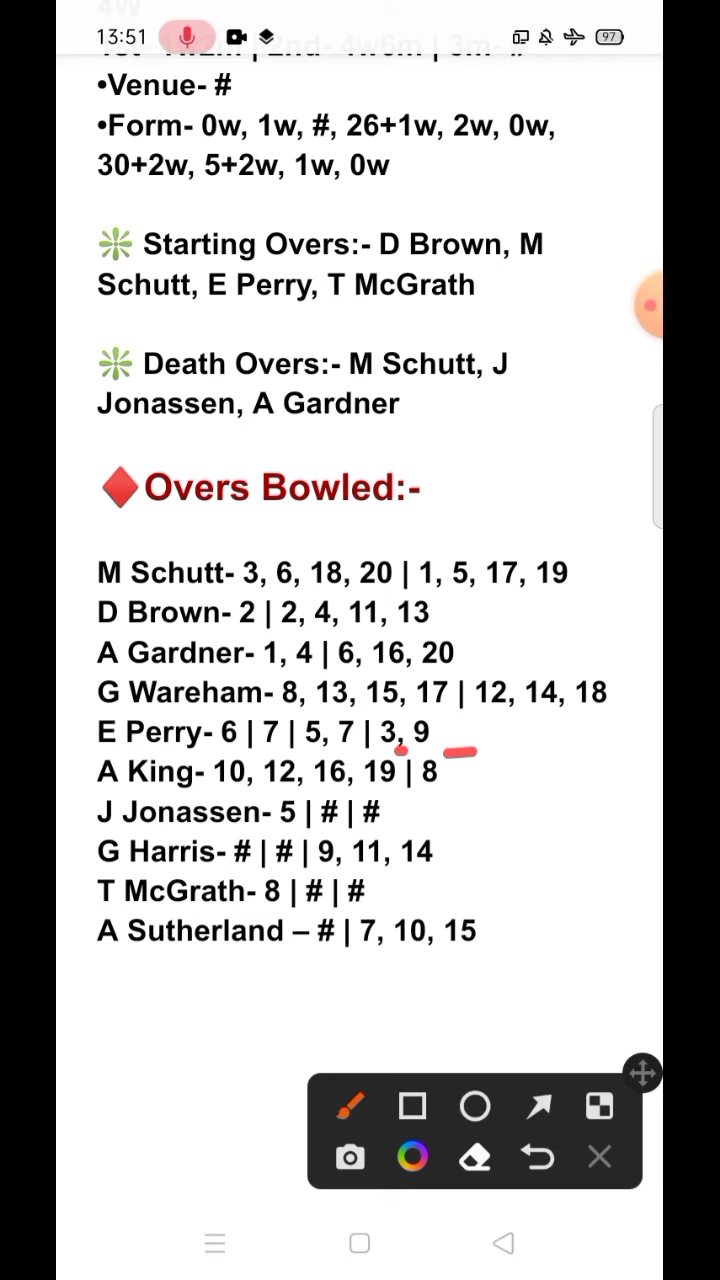 4W
13:51
97
•Venue- #
•Form- 0w, 1w, #, 26+1w, 2w, 0w,
30+2w, 5+2w, 1w, 0w
Starting Overs:- D Brown, M
Schutt, E Perry, T McGrath
Death Overs:- M Schutt, J
Jonassen, A Gardner
Overs Bowled:-
M Schutt- 3, 6, 18, 20 | 1, 5, 17, 19
D Brown- 2 | 2, 4, 11, 13
A Gardner- 1, 4 | 6, 16, 20
G Wareham- 8, 13, 15, 17 | 12, 14, 18
E Perry- 6 | 7 | 5, 7 | 3, 9
A King- 10, 12, 16, 19 | 8
J Jonassen- 5 | # | #
G Harris- # | # | 9, 11, 14
T McGrath- 8 | # | #
A Sutherland – # | 7, 10, 15